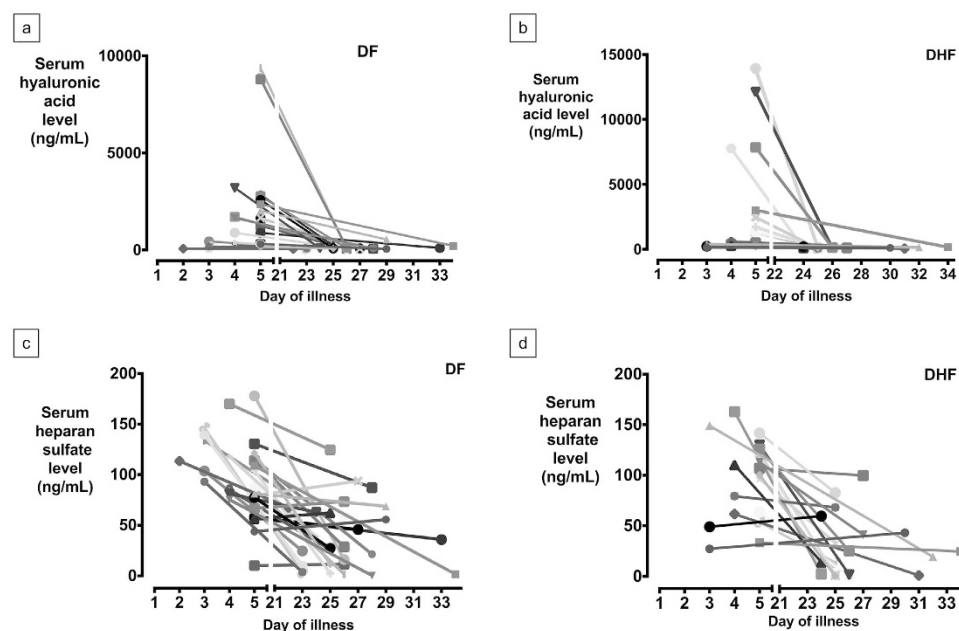 a
DF
Serum
hyaluronic
acid
level
(ng/mL)
10000
5000
0
1 2 3 4 5 21 23 25 27 29 31 33
Day of illness
b
DHF
Serum
hyaluronic
acid level
(ng/mL)
15000
10000
5000
0
1 2 3 4 5 22 24 26 28 30 32 34
Day of illness
c
DF
Serum
heparan
sulfate
level
(ng/mL)
200
150
100
50
0
1 2 3 4 5 21 23 25 27 29 31 33
Day of illness
d
DHF
Serum
heparan
sulfate
level
(ng/mL)
200
150
100
50
0
1 2 3 4 5 21 23 25 27 29 31 33
Day of illness